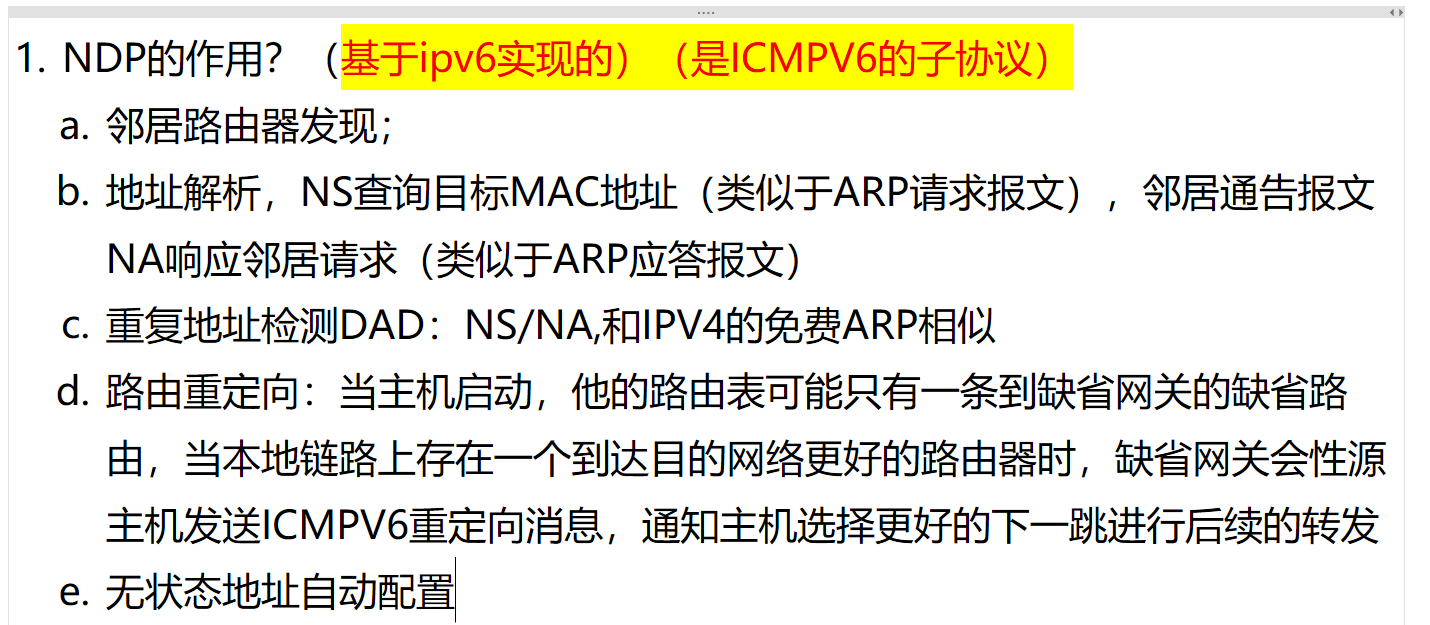 1. NDP的作用？（基于ipv6实现的）（是ICMPV6的子协议）
a. 邻居路由器发现；
b. 地址解析，NS查询目标MAC地址（类似于ARP请求报文），邻居通告报文
NA响应邻居请求（类似于ARP应答报文）
c. 重复地址检测DAD：NS/NA,和IPV4的免费ARP相似
d. 路由重定向：当主机启动，他的路由表可能只有一条到缺省网关的缺省路
由，当本地链路上存在一个到达目的网络更好的路由器时，缺省网关会性源
主机发送ICMPV6重定向消息，通知主机选择更好的下一跳进行后续的转发
e. 无状态地址自动配置